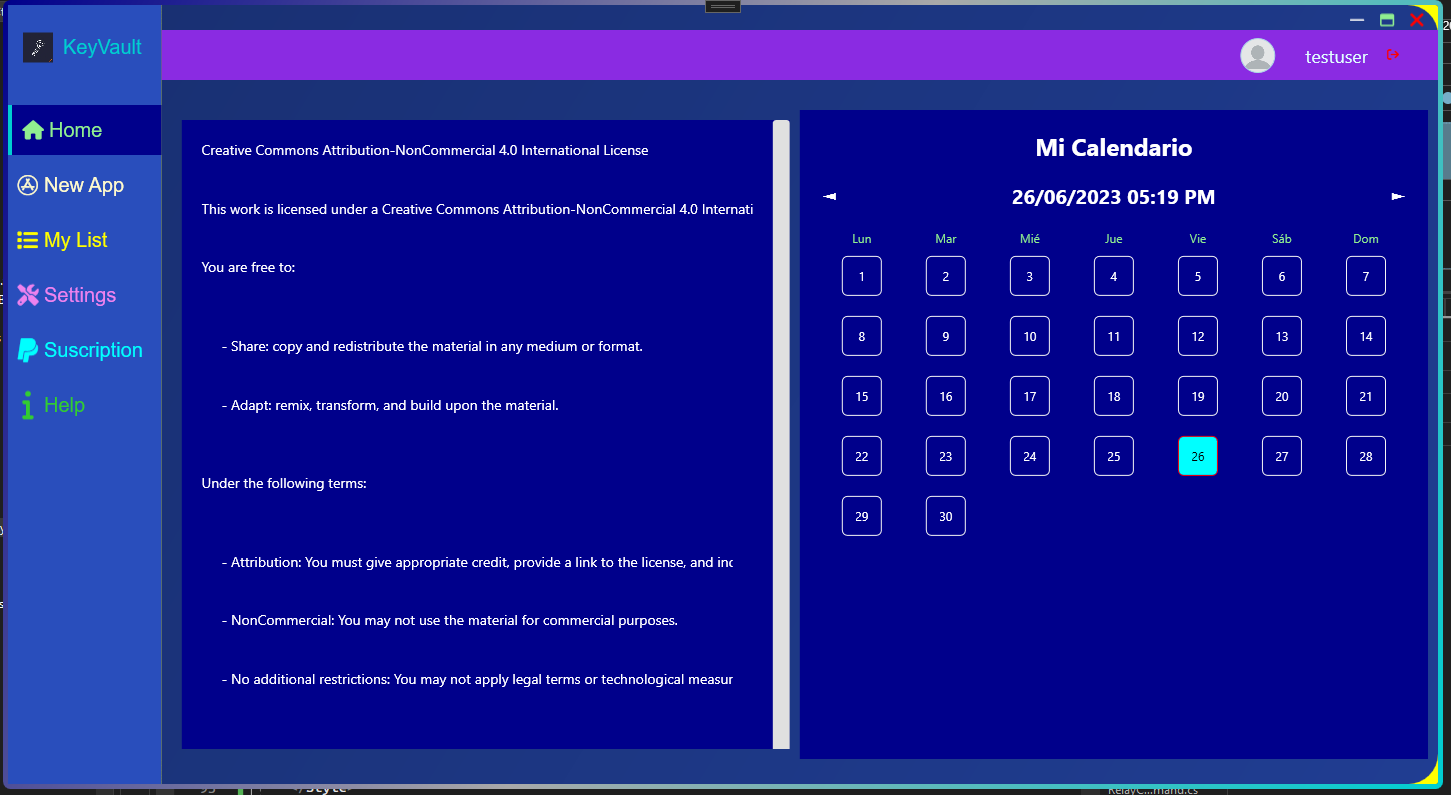 KeyVault
testuser
Home
New App
My List
Settings
Suscription
Help
Creative Commons Attribution-NonCommercial 4.0 International License
This work is licensed under a Creative Commons Attribution-NonCommercial 4.0 Internati
You are free to:
- Share: copy and redistribute the material in any medium or format.
- Adapt: remix, transform, and build upon the material.
Under the following terms:
- Attribution: You must give appropriate credit, provide a link to the license, and inc
- NonCommercial: You may not use the material for commercial purposes.
- No additional restrictions: You may not apply legal terms or technological measur
Mi Calendario
26/06/2023 05:19 PM
Lun Mar Mié Jue Vie Sáb Dom
1 2 3 4 5 6 7
8 9 10 11 12 13 14
15 16 17 18 19 20 21
22 23 24 25 26 27 28
29 30